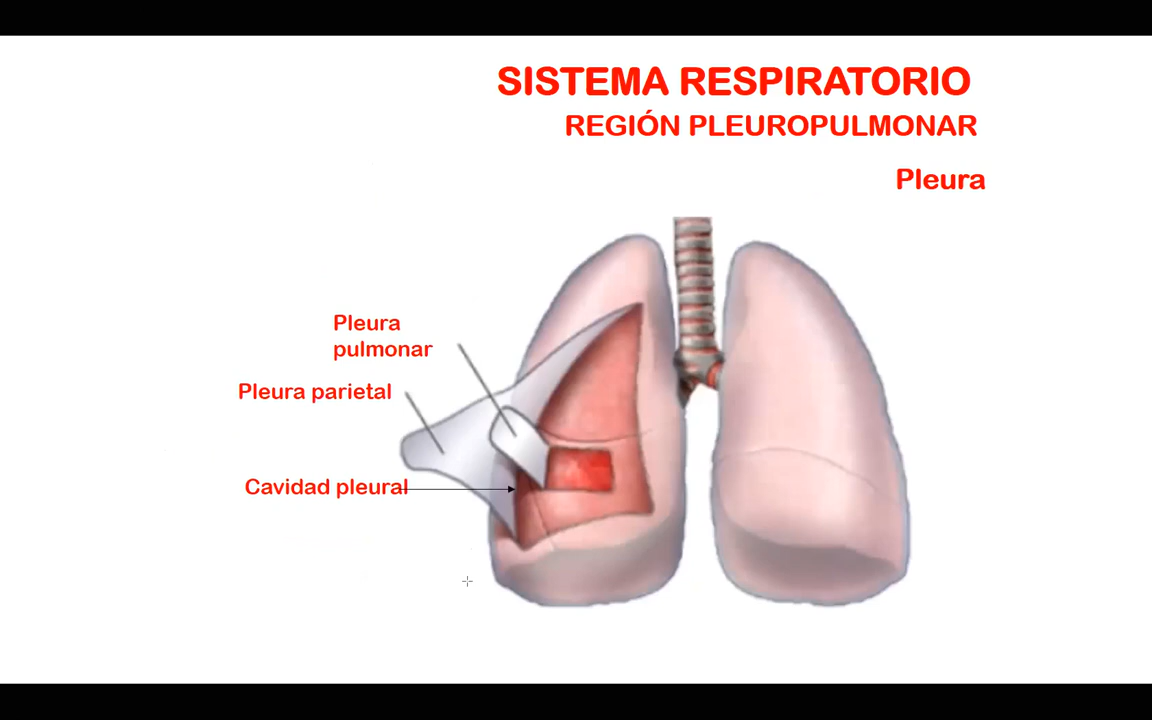 SISTEMA RESPIRATORIO
REGIÓN PLEUROPULMONAR
Pleura
Pleura
pulmonar
Pleura parietal
Cavidad pleural